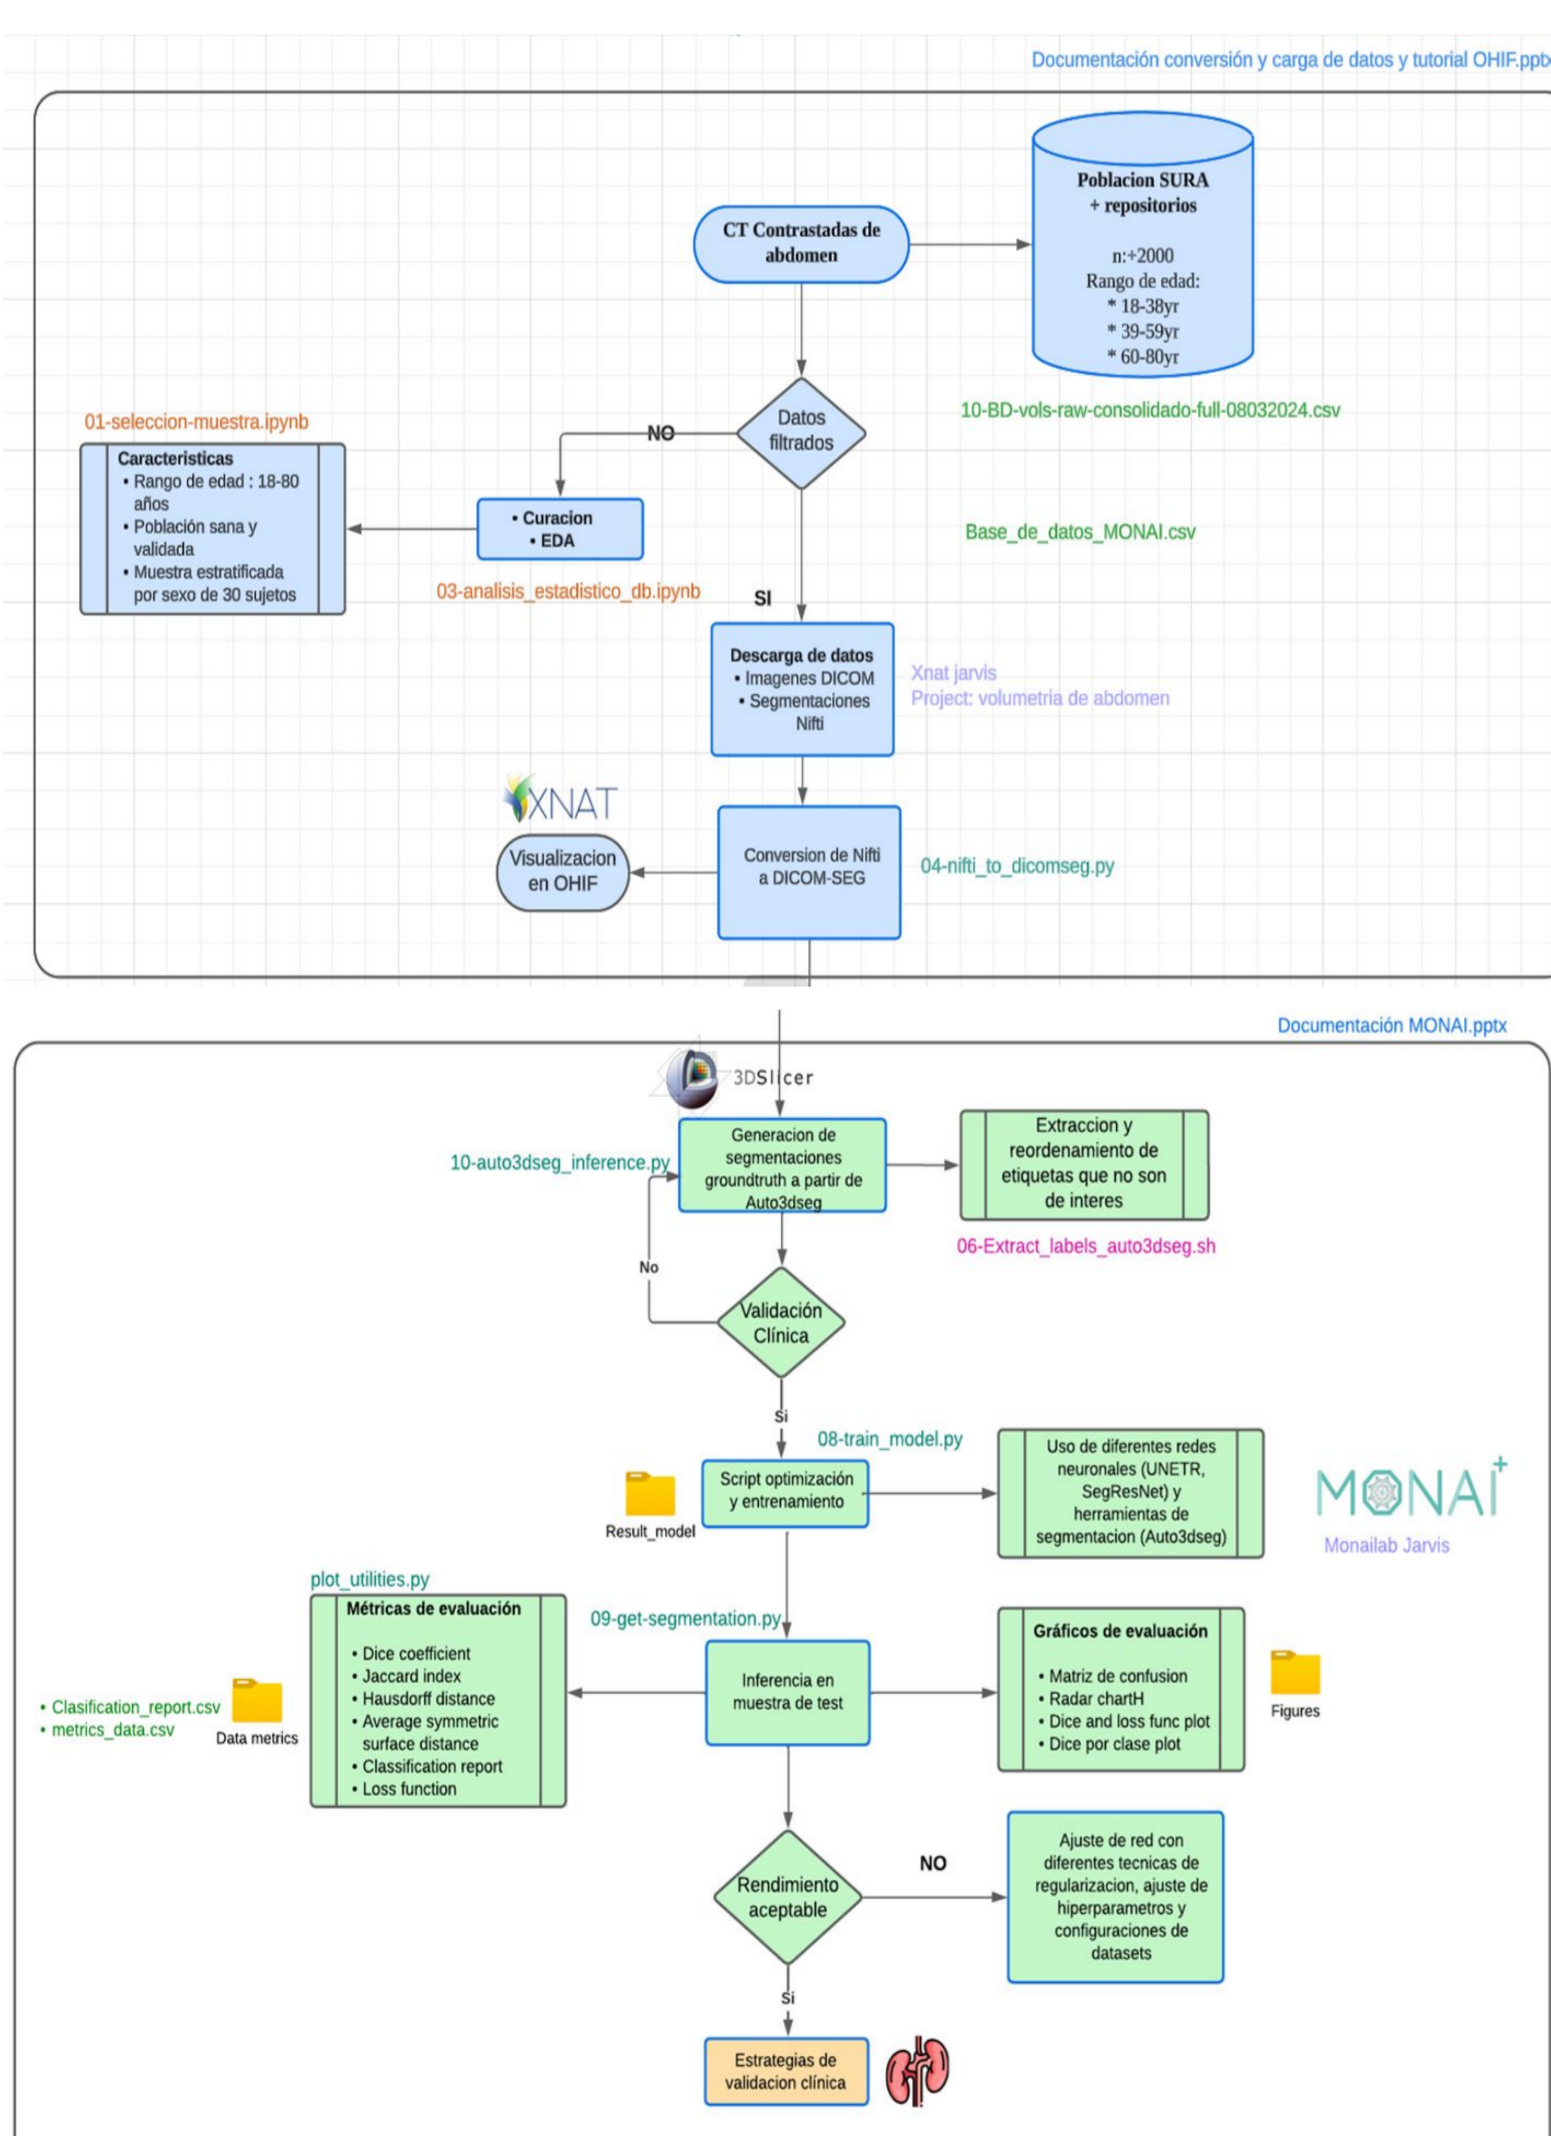 Documentación conversión y carga de datos y tutorial OHIF.pptx
Poblacion SURA
+ repositorios
n:+2000
Rango de edad:
* 18-38yr
* 39-59yr
* 60-80yr
CT Contrastadas de
abdomen
10-BD-vols-raw-consolidado-full-08032024.csv
Datos
filtrados
NO
01-seleccion-muestra.ipynb
Caracteristicas
• Rango de edad : 18-80
años
• Población sana y
validada
• Muestra estratificada
por sexo de 30 sujetos
• Curacion
• EDA
03-analisis_estadistico_db.ipynb
Base_de_datos_MONAI.csv
SI
Descarga de datos
• Imagenes DICOM
• Segmentaciones
Nifti
Xnat jarvis
Project: volumetria de abdomen
XNAT
Visualizacion
en OHIF
Conversion de Nifti
a DICOM-SEG
04-nifti_to_dicomseg.py
Documentación MONAI.pptx
3DSlicer
10-auto3dseg_inference.py
Generacion de
segmentaciones
groundtruth a partir de
Auto3dseg
Extraccion y
reordenamiento de
etiquetas que no son
de interes
06-Extract_labels_auto3dseg.sh
No
Validación
Clínica
Si
08-train_model.py
Result_model
Script optimización
y entrenamiento
Uso de diferentes redes
neuronales (UNETR,
SegResNet) y
herramientas de
segmentacion (Auto3dseg)
MONAI+
Monailab Jarvis
plot_utilities.py
Métricas de evaluación
• Dice coefficient
• Jaccard index
• Hausdorff distance
• Average symmetric
surface distance
• Classification report
• Loss function
• Clasification_report.csv
• metrics_data.csv
Data metrics
09-get-segmentation.py
Inferencia en
muestra de test
Gráficos de evaluación
• Matriz de confusion
• Radar chartH
• Dice and loss func plot
• Dice por clase plot
Figures
Rendimiento
aceptable
NO
Ajuste de red con
diferentes tecnicas de
regularizacion, ajuste de
hiperparametros y
configuraciones de
datasets
Si
Estrategias de
validacion clínica